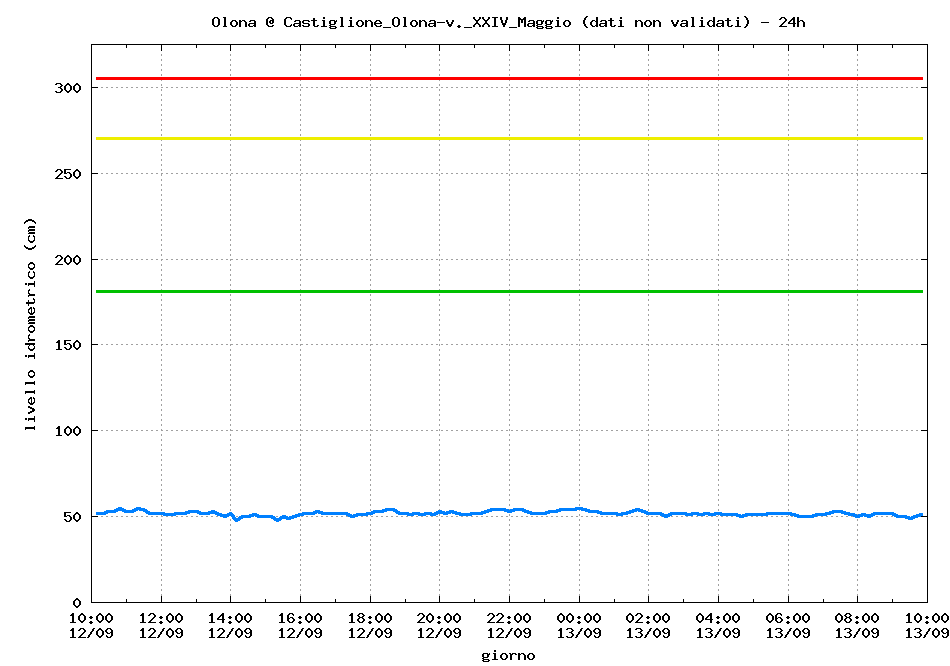 Olona @ Castiglione_Olona-v._XXIV_Maggio (dati non validati) - 24h
livello idrometrico (cm)
300
250
200
150
100
50
0
10:00 12:00 14:00 16:00 18:00 20:00 22:00 00:00 02:00 04:00 06:00 08:00 10:00
12/09 12/09 12/09 12/09 12/09 12/09 12/09 13/09 13/09 13/09 13/09 13/09 13/09
giorno